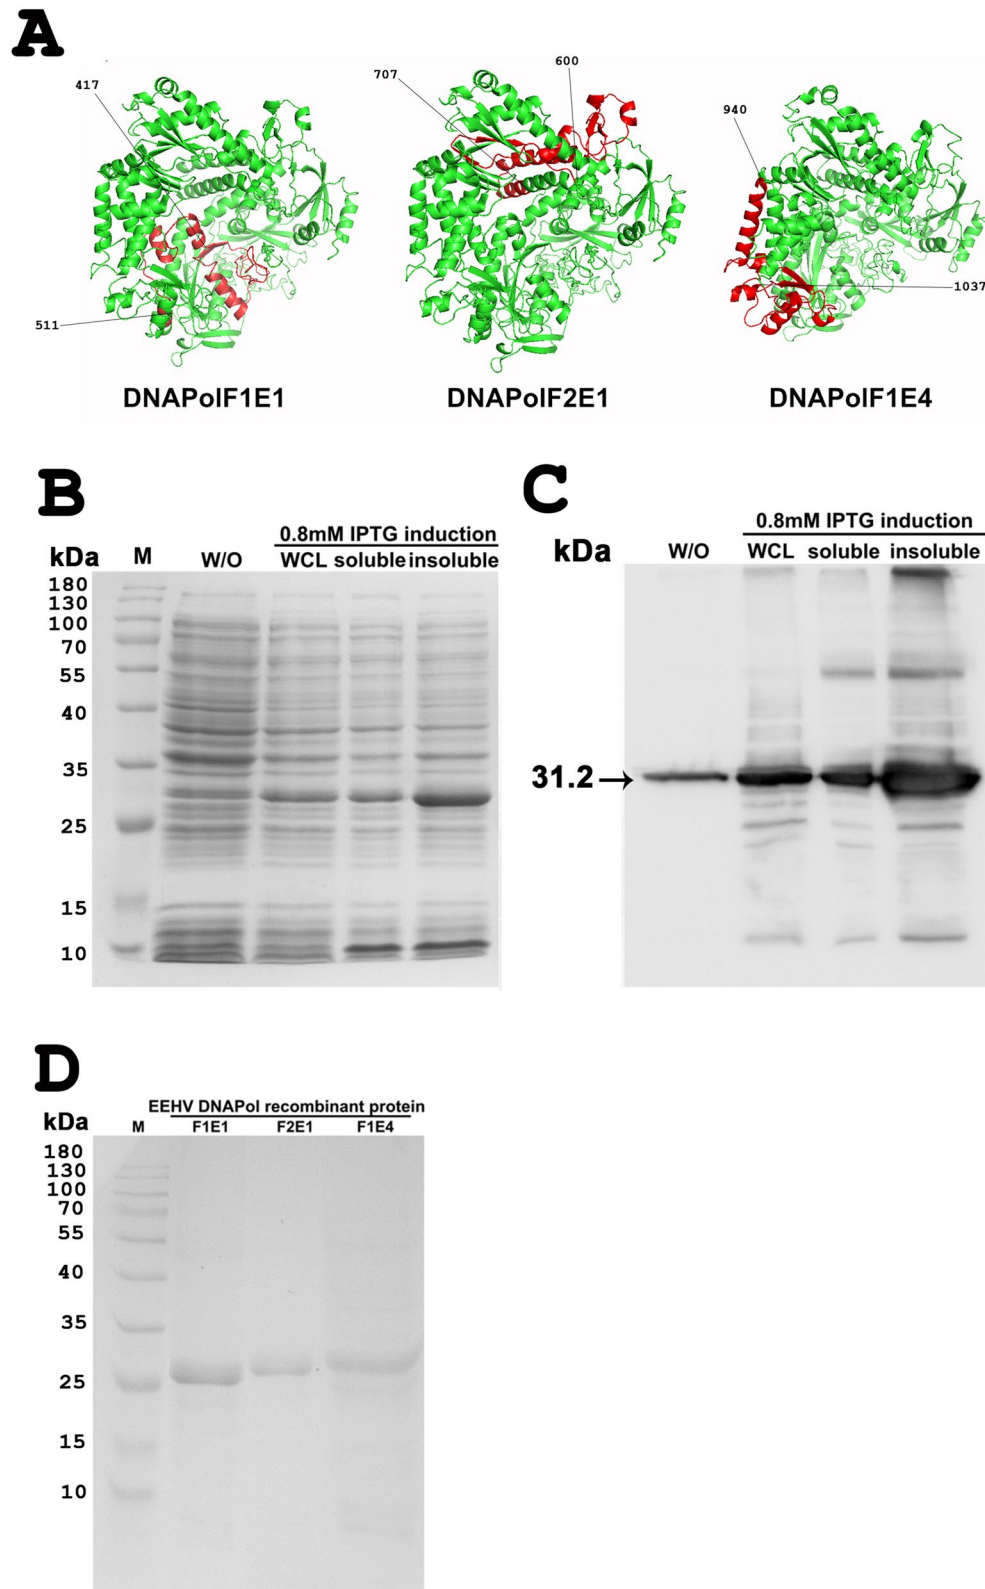 A
417
511
707
600
940
1037
DNAPolF1E1
DNAPolF2E1
DNAPolF1E4
B
0.8mM IPTG induction
kDa M W/O WCL soluble insoluble
180
130
100
70
55
40
35
25
15
10
C
0.8mM IPTG induction
kDa W/O WCL soluble insoluble
31.2
D
EEHV DNAPol recombinant protein
kDa M F1E1 F2E1 F1E4
180
130
100
70
55
40
35
25
15
10